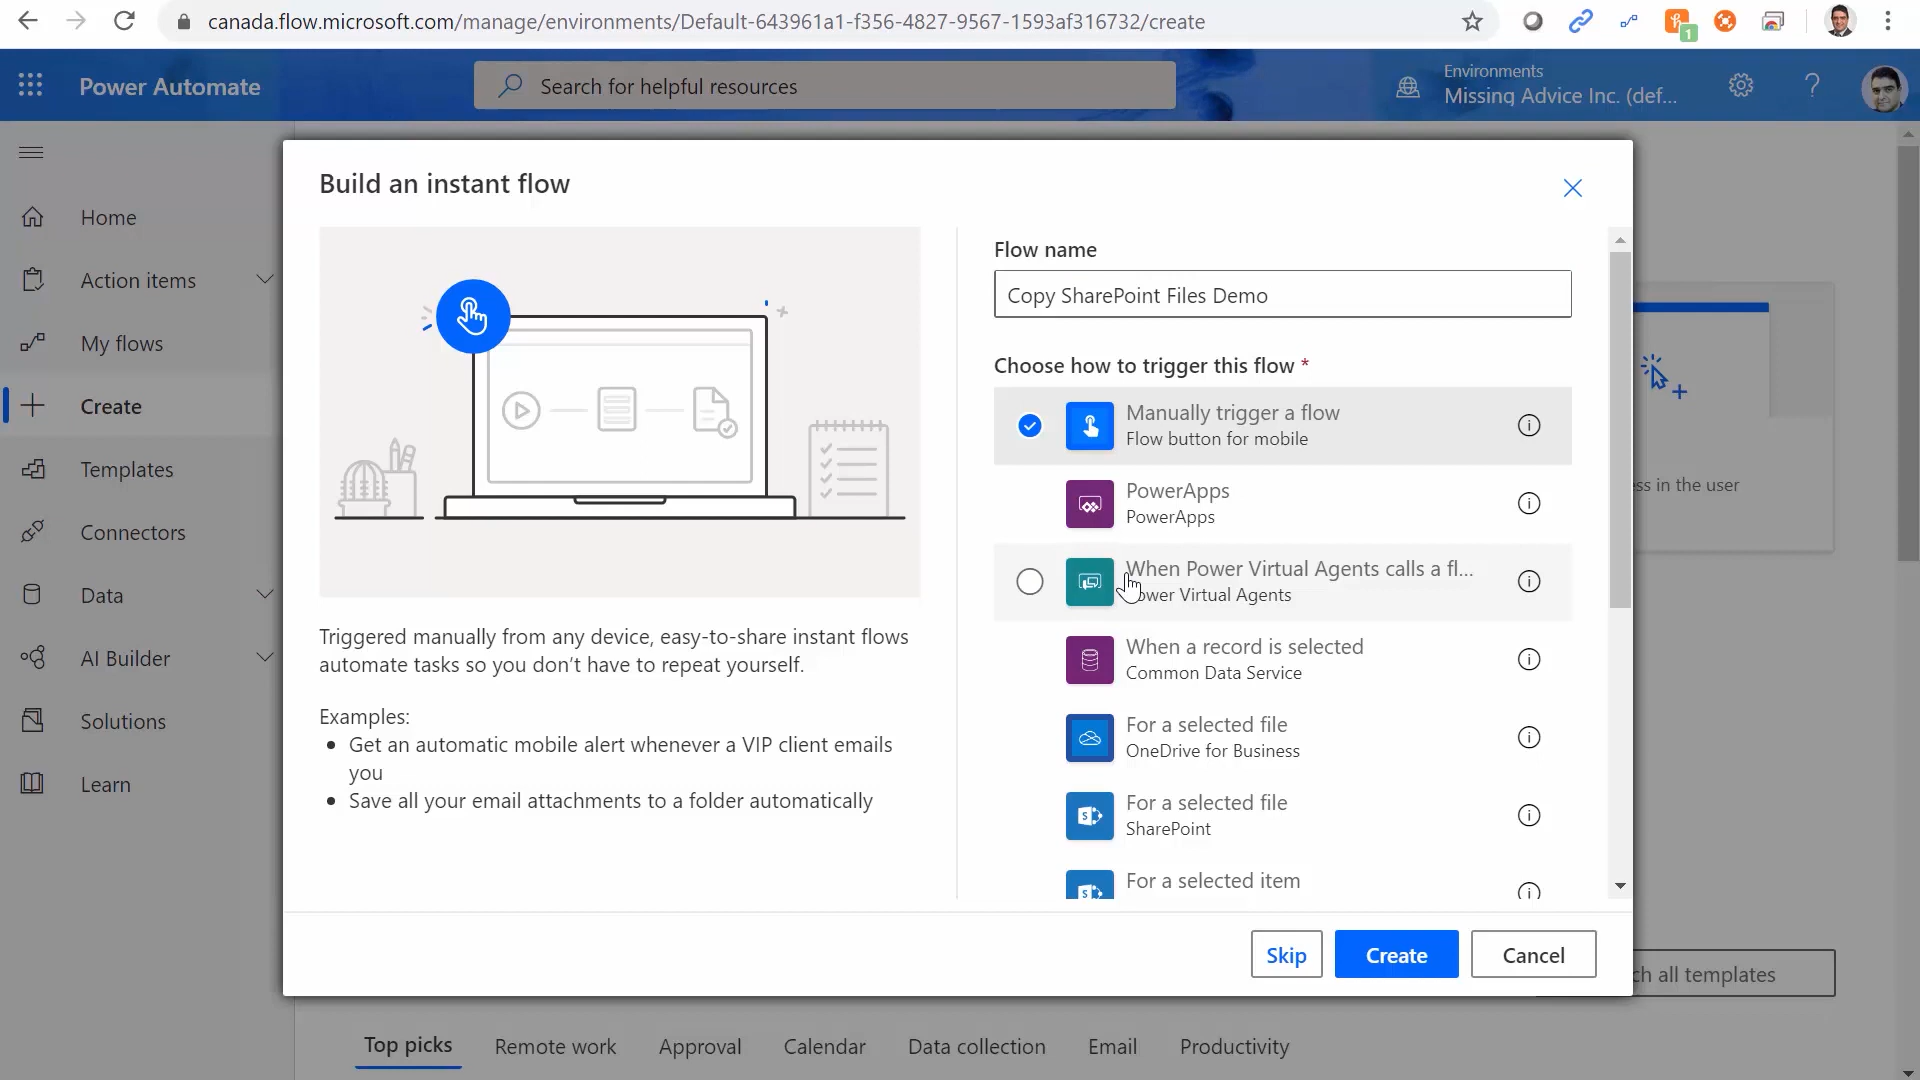 canada.flow.microsoft.com/manage/environments/Default-643961a1-f356-4827-9567-1593af316732/create
1
Power Automate
Search for helpful resources
Environments
Missing Advice Inc. (def...
Home
Action items
My flows
Create
Templates
Connectors
Data
AI Builder
Solutions
Learn
Build an instant flow
Triggered manually from any device, easy-to-share instant flows
automate tasks so you don't have to repeat yourself.
Examples:
Get an automatic mobile alert whenever a VIP client emails
you
Save all your email attachments to a folder automatically
Flow name
Copy SharePoint Files Demo
Choose how to trigger this flow *
Manually trigger a flow
Flow button for mobile
PowerApps
PowerApps
When Power Virtual Agents calls a fl...
Power Virtual Agents
When a record is selected
Common Data Service
For a selected file
OneDrive for Business
For a selected file
SharePoint
For a selected item
Skip
Create
Cancel
ss in the user
ch all templates
Top picks
Remote work
Approval
Calendar
Data collection
Email
Productivity